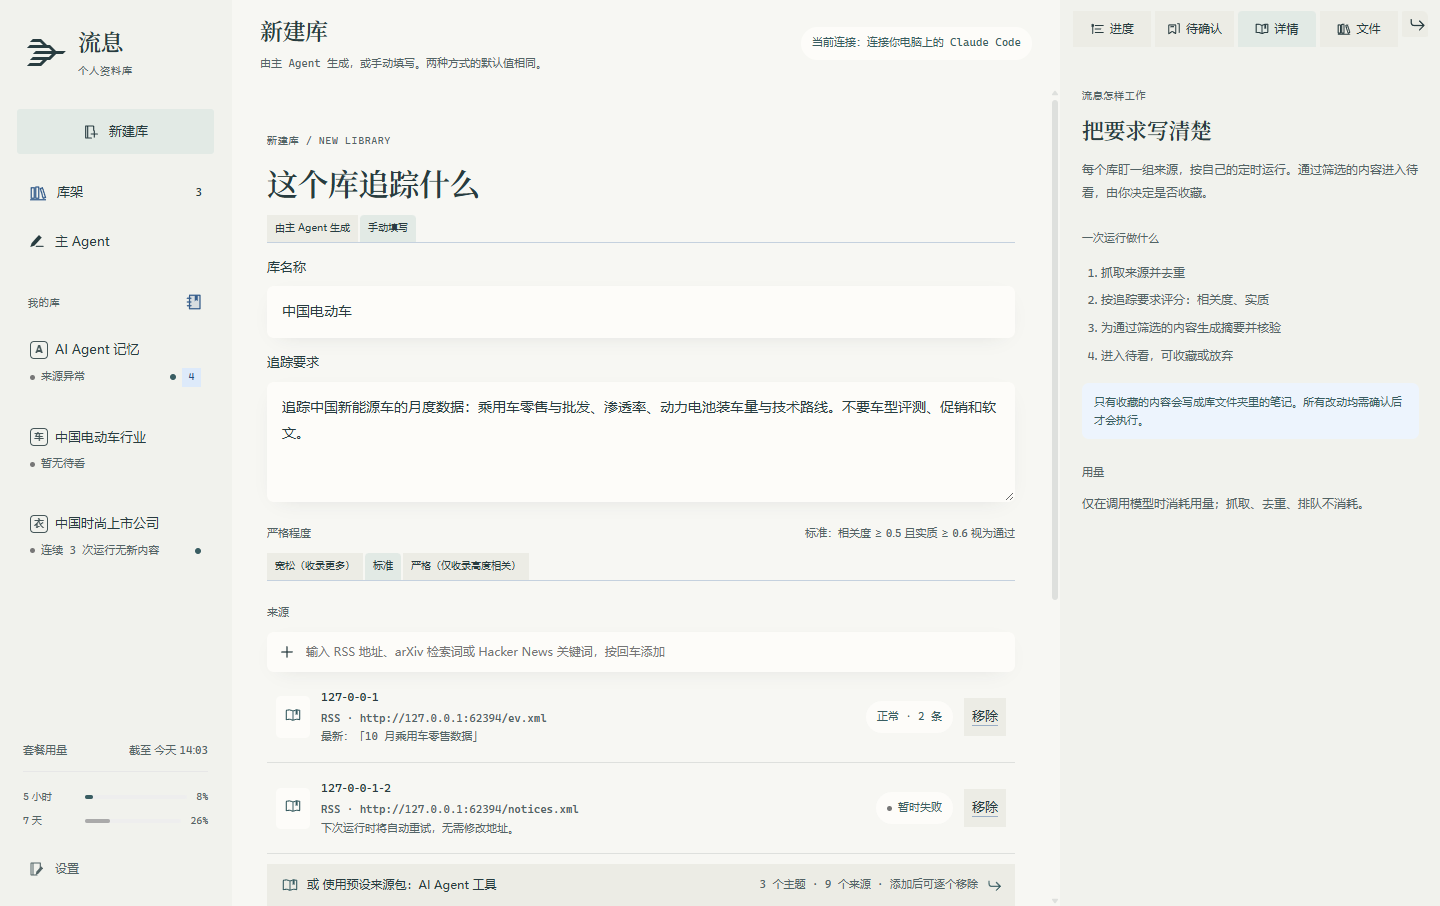 流息
个人资料库
新建库
库架 3
主 Agent
我的库
A AI Agent 记忆
来源异常 4
车 中国电动车行业
暂无待看
衣 中国时尚上市公司
连续 3 次运行无新内容
套餐用量 截至 今天 14:03
5 小时 8%
7 天 26%
设置
新建库
由主 Agent 生成，或手动填写。两种方式的默认值相同。
当前连接：连接你电脑上的 Claude Code
新建库 / NEW LIBRARY
这个库追踪什么
由主 Agent 生成 手动填写
库名称
中国电动车
追踪要求
追踪中国新能源车的月度数据：乘用车零售与批发、渗透率、动力电池装车量与技术路线。不要车型评测、促销和软
文。
严格程度 标准：相关度 ≥ 0.5 且实质 ≥ 0.6 视为通过
宽松（收录更多） 标准 严格（仅收录高度相关）
来源
输入 RSS 地址、arXiv 检索词或 Hacker News 关键词，按回车添加
127-0-0-1
RSS · http://127.0.0.1:62394/ev.xml
最新：「10 月乘用车零售数据」
正常 · 2 条 移除
127-0-0-1-2
RSS · http://127.0.0.1:62394/notices.xml
下次运行时将自动重试，无需修改地址。
暂时失败 移除
或 使用预设来源包：AI Agent 工具 3 个主题 · 9 个来源 · 添加后可逐个移除
进度 待确认 详情 文件
流息怎样工作
把要求写清楚
每个库盯一组来源，按自己的定时运行。通过筛选的内容进入待
看，由你决定是否收藏。
一次运行做什么
1. 抓取来源并去重
2. 按追踪要求评分：相关度、实质
3. 为通过筛选的内容生成摘要并核验
4. 进入待看，可收藏或放弃
只有收藏的内容会写成库文件夹里的笔记。所有改动均需确认后
才会执行。
用量
仅在调用模型时消耗用量；抓取、去重、排队不消耗。